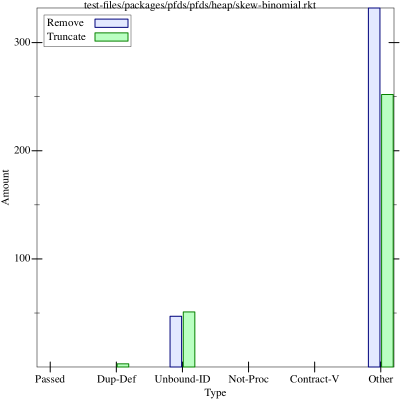 test-files/packages/pfds/pfds/heap/skew-binomial.rkt
Remove
Truncate
300
200
100
Amount
Passed Dup-Def Unbound-ID Not-Proc Contract-V Other
Type